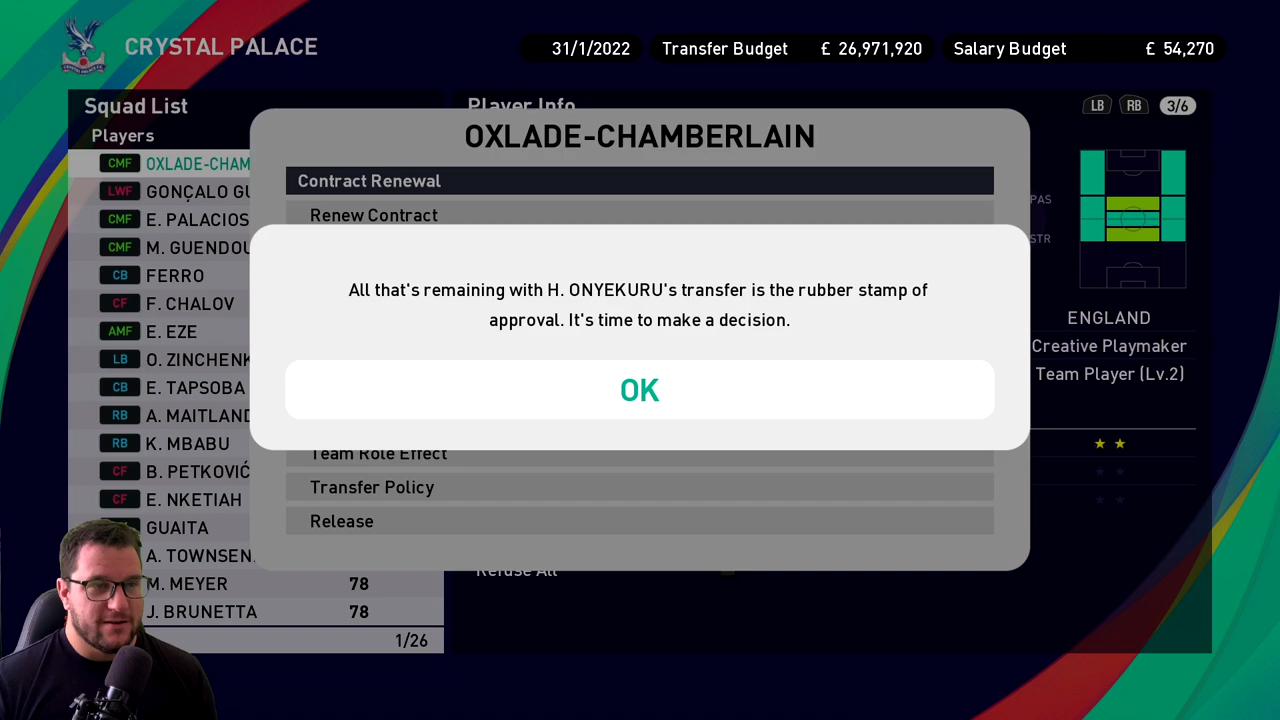 CRYSTAL PALACE
31/1/2022
Transfer Budget £ 26,971,920
Salary Budget £ 54,270
Squad List
Player Info
LB RB 3/6
Players
OXLADE-CHAMBERLAIN
CMF OXLADE-CHAM
LWF GONÇALO GU
CMF E. PALACIOS
CMF M. GUENDOU
CB FERRO
CF F. CHALOV
AMF E. EZE
LB O. ZINCHENK
CB E. TAPSOBA
RB A. MAITLAND
RB K. MBABU
CF B. PETKOVIĆ
CF E. NKETIAH
GUAITA
A. TOWNSEN
M. MEYER 78
J. BRUNETTA 78
1/26
Contract Renewal
Renew Contract
All that's remaining with H. ONYEKURU's transfer is the rubber stamp of
approval. It's time to make a decision.
OK
Team Role Effect
Transfer Policy
Release
Refuse All
PAS
STR
ENGLAND
Creative Playmaker
Team Player (Lv.2)